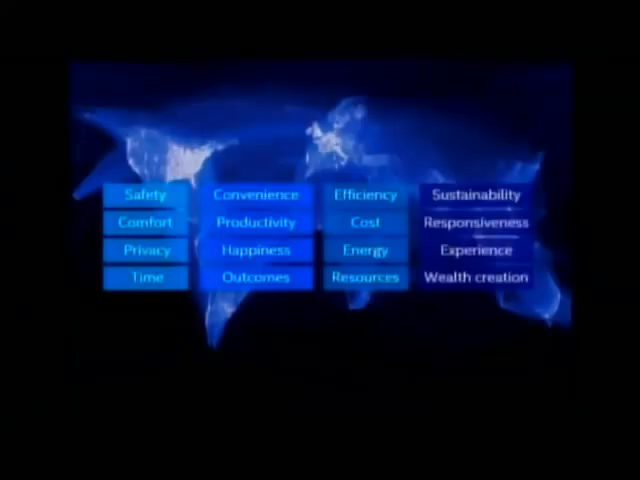 Safety Convenience Efficiency Sustainability
Comfort Productivity Cost Responsiveness
Privacy Happiness Energy Experience
Time Outcomes Resources Wealth creation